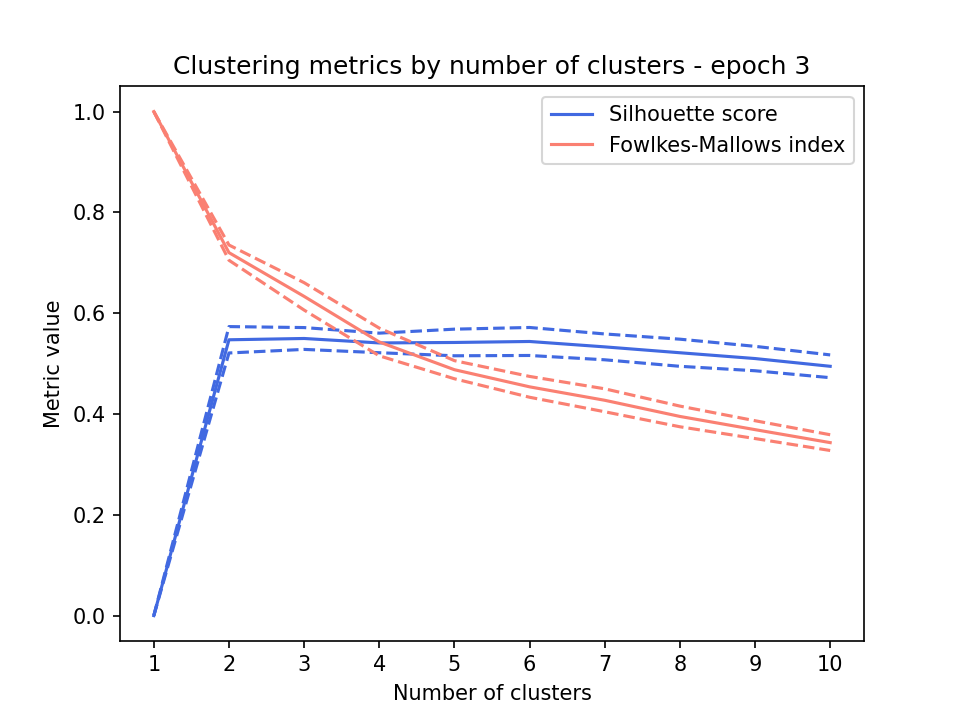 Clustering metrics by number of clusters - epoch 3
Silhouette score
Fowlkes-Mallows index
Metric value
1.0
0.8
0.6
0.4
0.2
0.0
1 2 3 4 5 6 7 8 9 10
Number of clusters